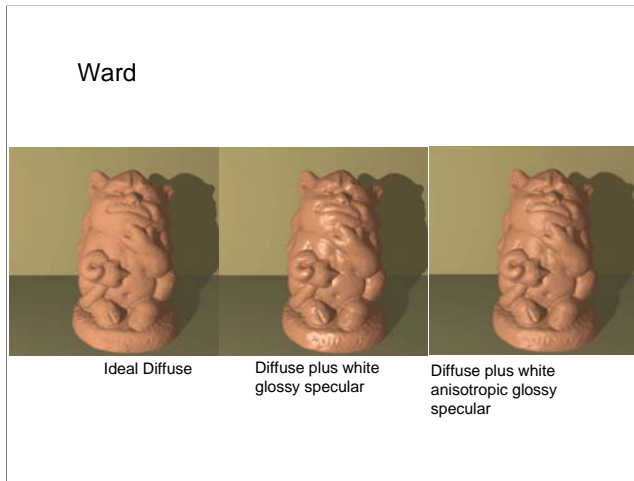 Ward
Ideal Diffuse
Diffuse plus white
glossy specular
Diffuse plus white
anisotropic glossy
specular